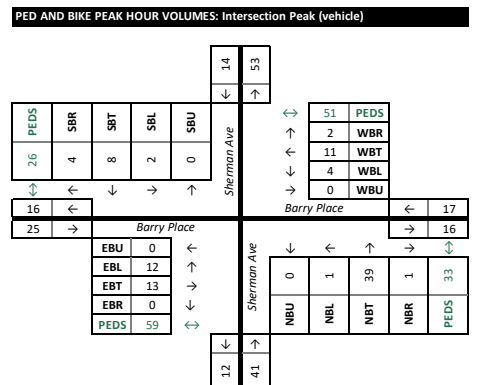 PED AND BIKE PEAK HOUR VOLUMES: Intersection Peak (vehicle)
14 53
↓ ↑
PEDS SBR SBT SBL SBU
26 4 8 2 0
↕ ← ↓ → ↑
Sherman Ave
↔ 51 PEDS
↑ 2 WBR
← 11 WBT
↓ 4 WBL
→ 0 WBU
16 ←
Barry Place
← 17
25 →
Barry Place
→ 16
EBU 0 ←
EBL 12 ↑
EBT 13 →
EBR 0 ↓
PEDS 59 ↔
Sherman Ave
↓ ← ↑ → ↕
0 1 39 1 33
NBU NBL NBT NBR PEDS
↓ ↑
12 41